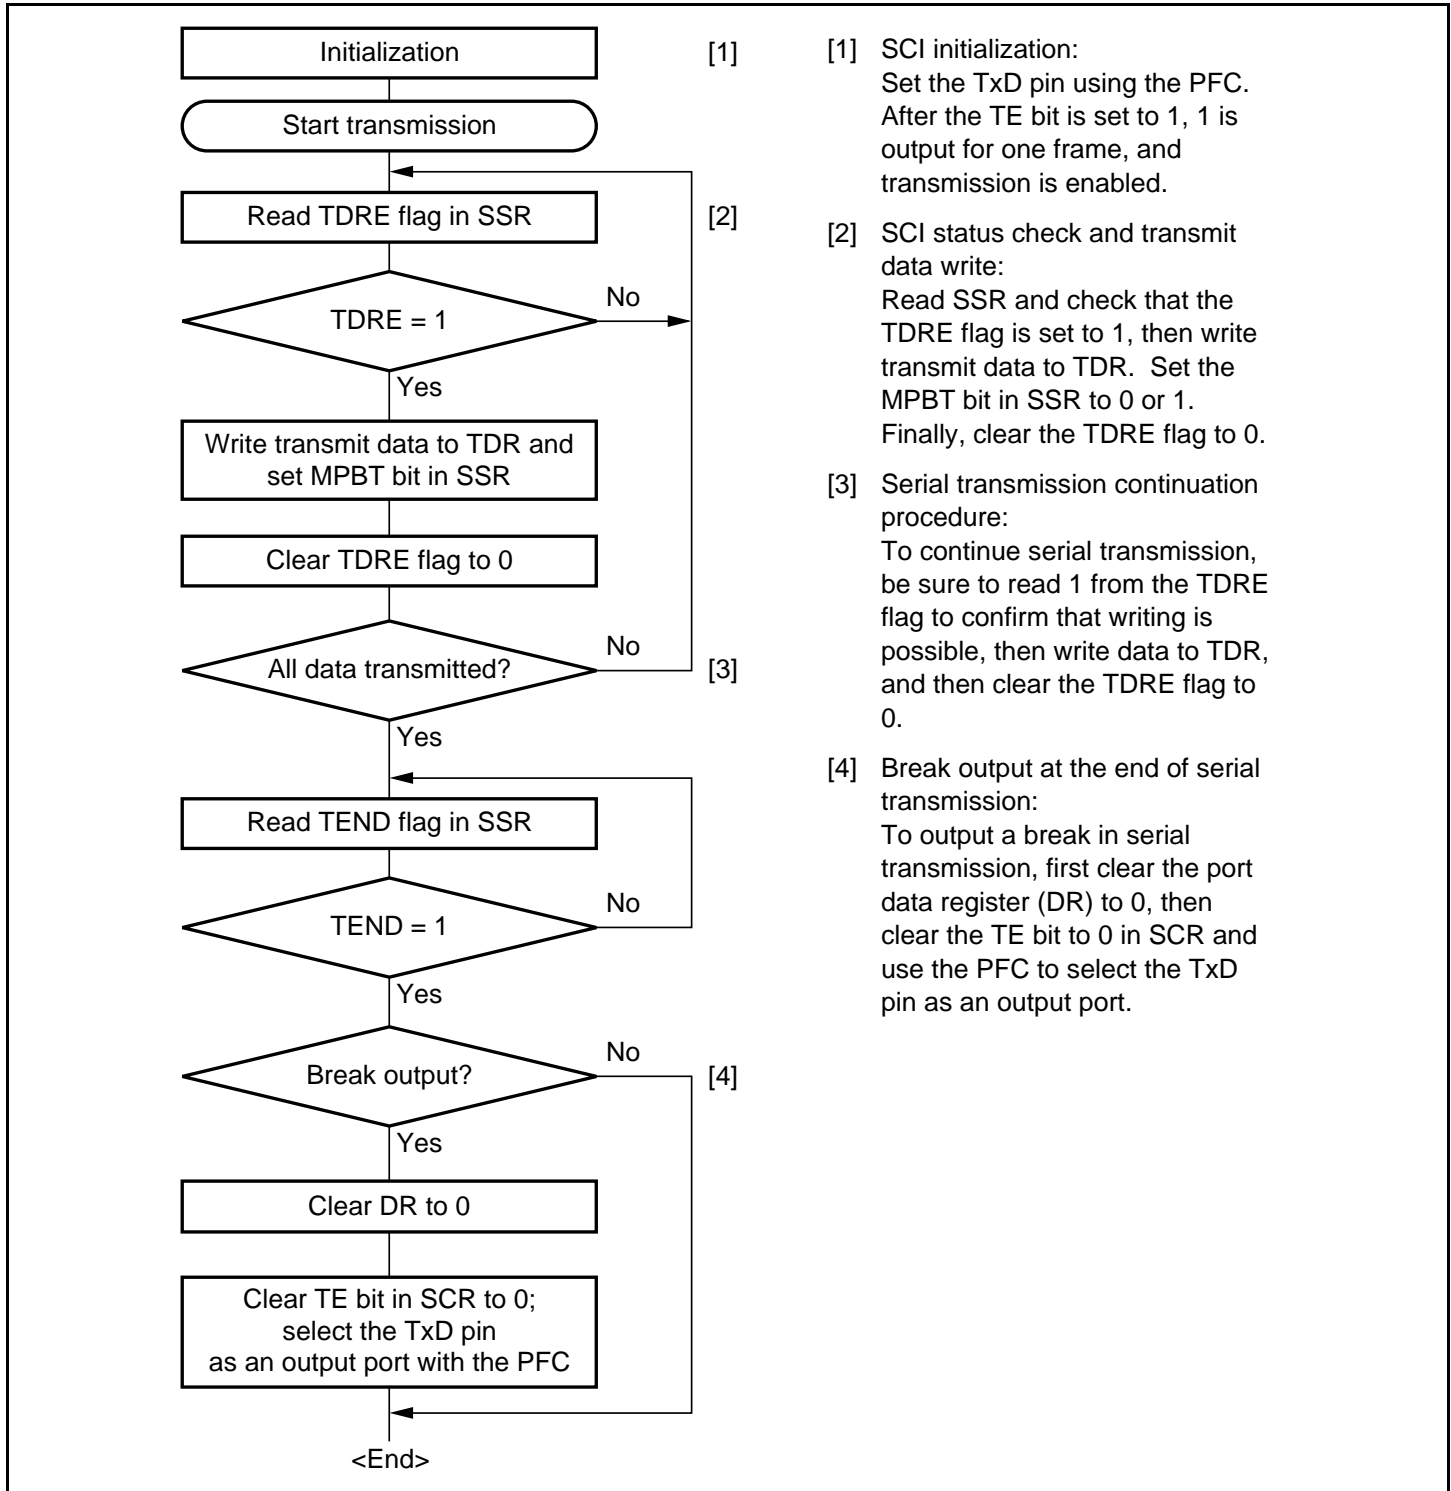 Initialization
[1]
Start transmission
Read TDRE flag in SSR
[2]
TDRE = 1
No
Yes
Write transmit data to TDR and
set MPBT bit in SSR
Clear TDRE flag to 0
All data transmitted?
No
[3]
Yes
Read TEND flag in SSR
TEND = 1
No
Yes
Break output?
No
[4]
Yes
Clear DR to 0
Clear TE bit in SCR to 0;
select the TxD pin
as an output port with the PFC
<End>
[1] SCI initialization:
Set the TxD pin using the PFC.
After the TE bit is set to 1, 1 is
output for one frame, and
transmission is enabled.
[2] SCI status check and transmit
data write:
Read SSR and check that the
TDRE flag is set to 1, then write
transmit data to TDR. Set the
MPBT bit in SSR to 0 or 1.
Finally, clear the TDRE flag to 0.
[3] Serial transmission continuation
procedure:
To continue serial transmission,
be sure to read 1 from the TDRE
flag to confirm that writing is
possible, then write data to TDR,
and then clear the TDRE flag to
0.
[4] Break output at the end of serial
transmission:
To output a break in serial
transmission, first clear the port
data register (DR) to 0, then
clear the TE bit to 0 in SCR and
use the PFC to select the TxD
pin as an output port.